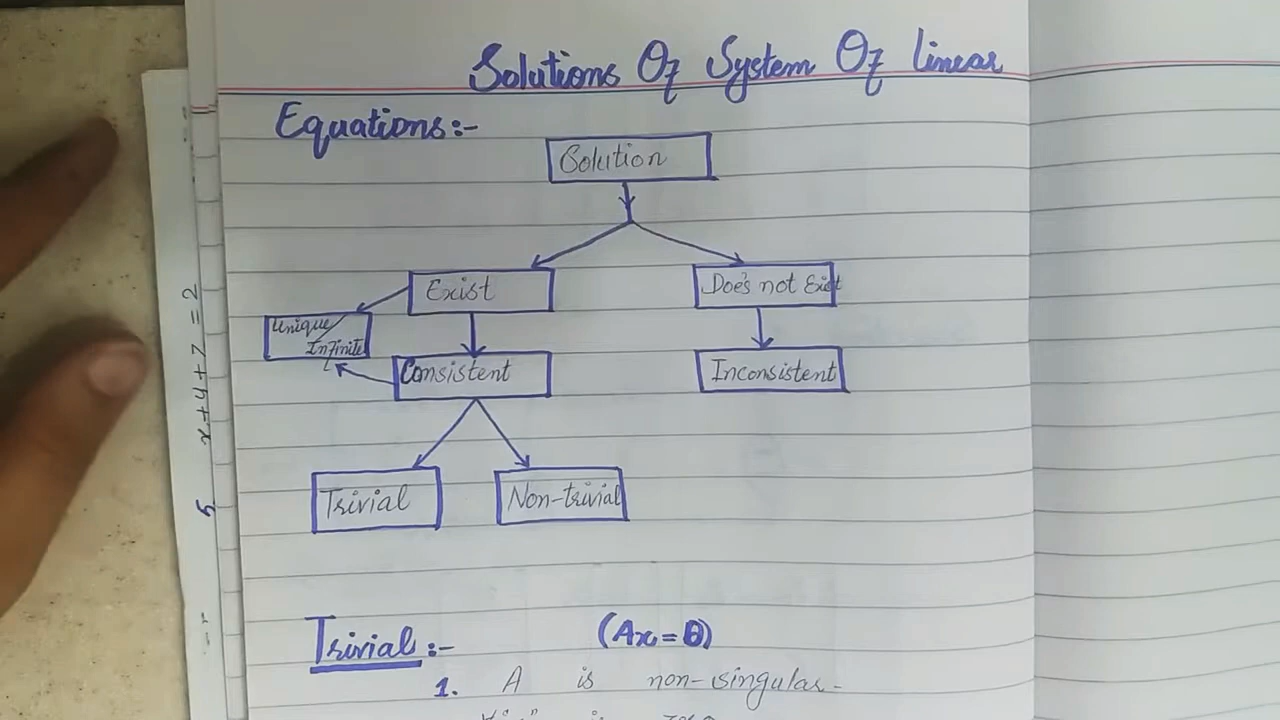 Solutions Of System Of linear
Equations:-
Solution
Exist
Does not Exist
Unique
Infinite
Consistent
Inconsistent
Trivial
Non-trivial
Trivial :- (Ax=0)
1. A is non-singular-
x+y+z=2
5